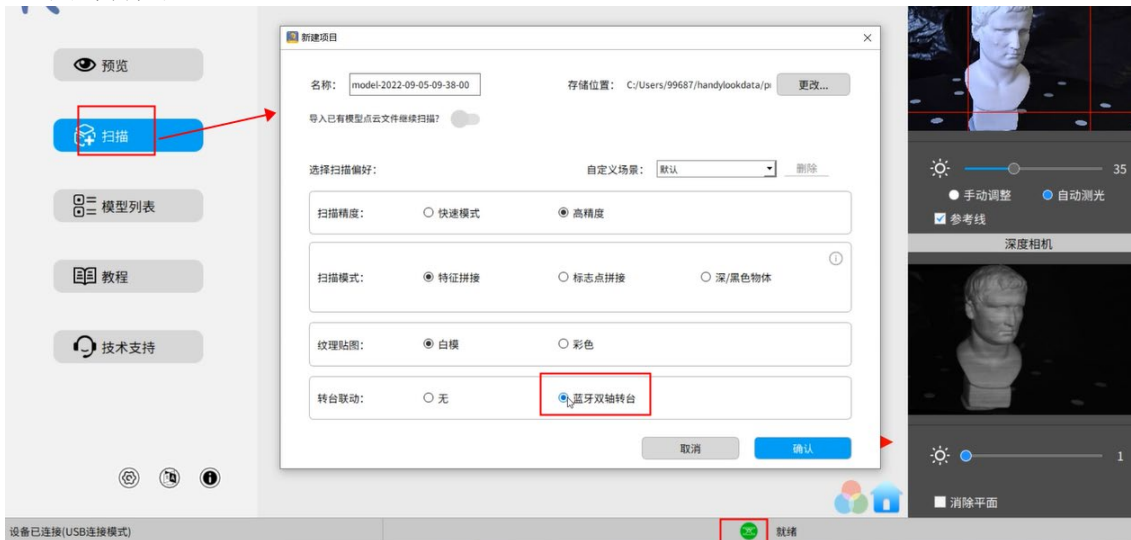 预览
扫描
模型列表
教程
技术支持
新建项目
名称： model-2022-09-05-09-38-00 存储位置： C:/Users/99687/handylookdata/p 更改...
导入已有模型点云文件继续扫描?
选择扫描偏好： 自定义场景： 默认 删除
扫描精度： 快速模式 高精度
扫描模式： 特征拼接 标志点拼接 深/黑色物体
纹理贴图： 白模 彩色
转台联动： 无 蓝牙双轴转台
取消 确认
35
手动调整 自动测光
参考线
深度相机
1
消除平面
设备已连接(USB连接模式) 就绪